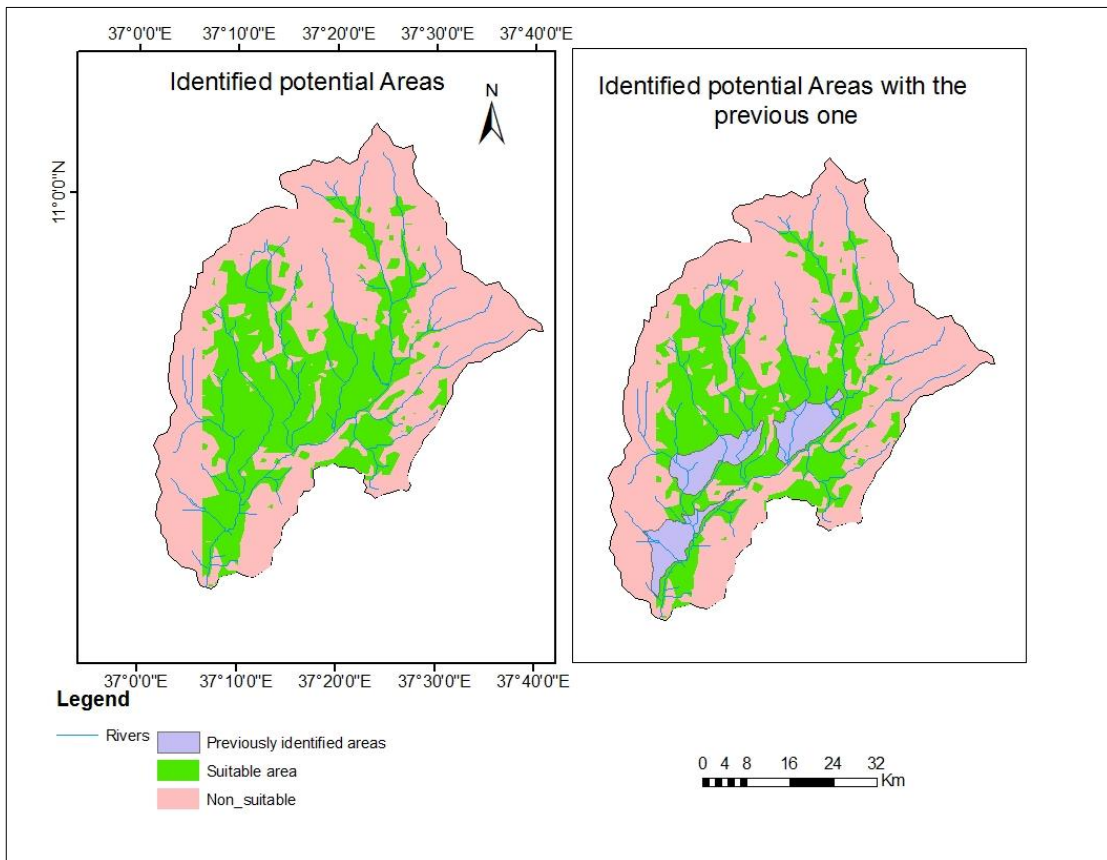 37°0'0"E 37°10'0"E 37°20'0"E 37°30'0"E 37°40'0"E
Identified potential Areas
N
11°0'0"N
Identified potential Areas with the
previous one
37°0'0"E 37°10'0"E 37°20'0"E 37°30'0"E 37°40'0"E
Legend
Rivers
Previously identified areas
Suitable area
Non_suitable
0 4 8 16 24 32
Km